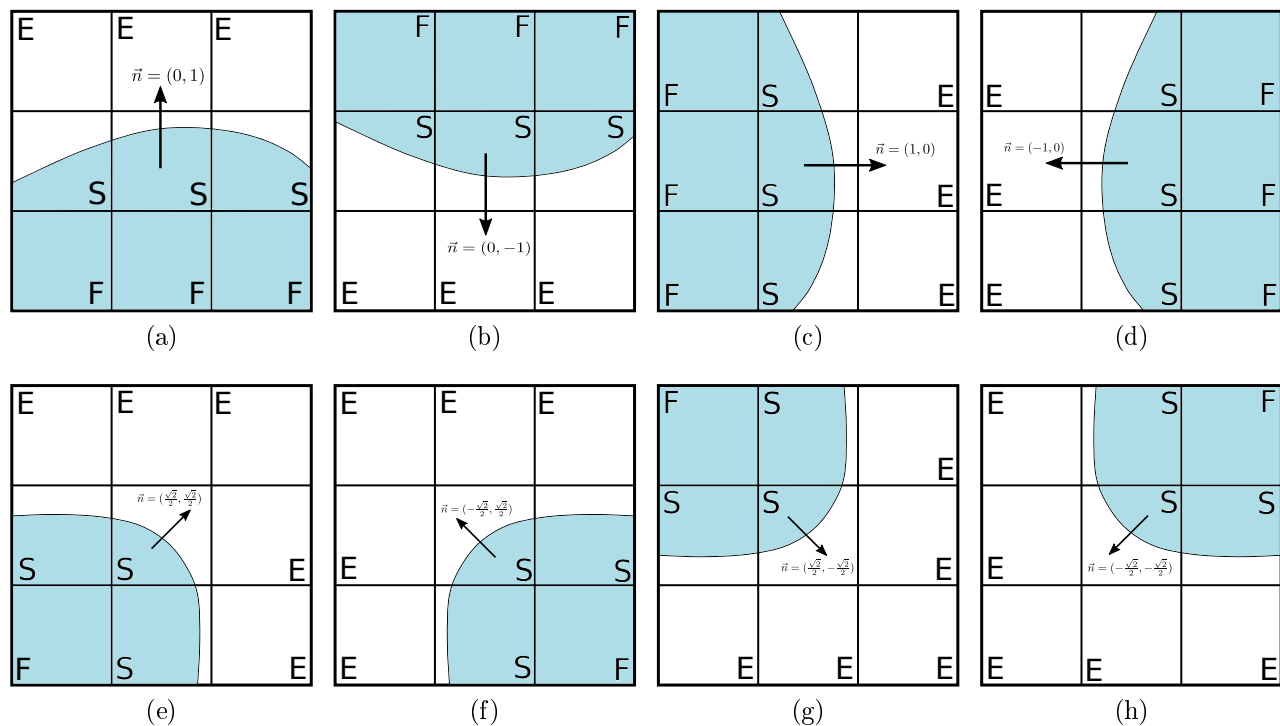 E E E F F F
n⃗ = (0, 1)
F S E E S F
S S S
n⃗ = (1, 0)
n⃗ = (−1, 0)
S S S F S E E S F
n⃗ = (0, −1)
F F F E E E F S E E S F
(a) (b) (c) (d)
E E E E E E F S E S F
E
n⃗ = (√2/2, √2/2)
n⃗ = (−√2/2, √2/2)
S S E S S
S S E E S S E E
n⃗ = (√2/2, −√2/2)
n⃗ = (−√2/2, −√2/2)
F S E E S F E E E E E E
(e) (f) (g) (h)